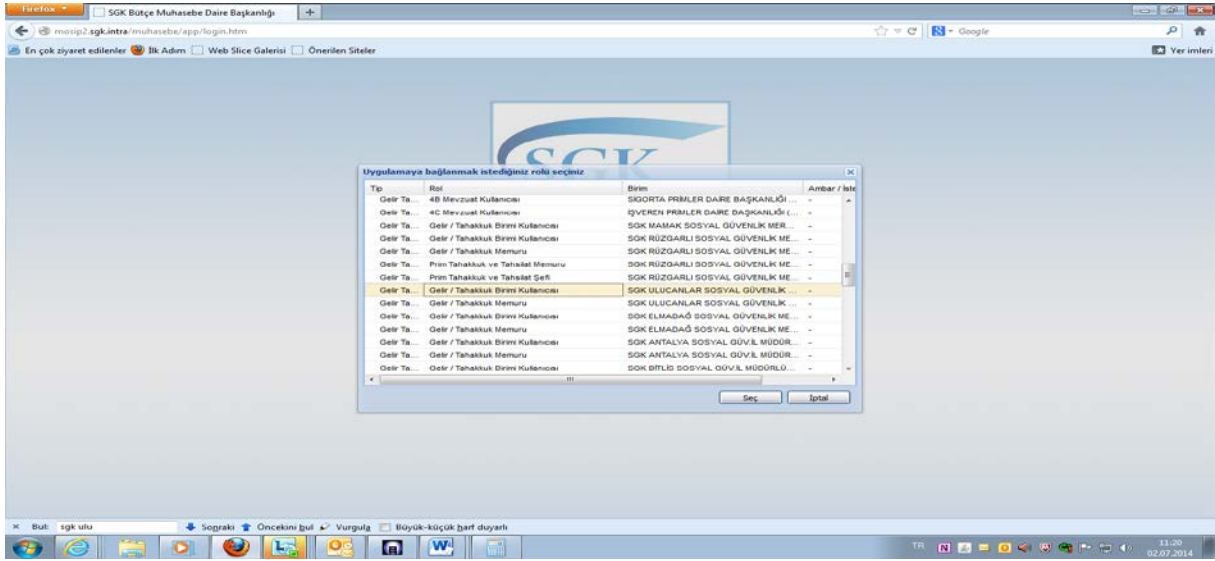 Firefox
SGK Bütçe Muhasebe Daire Başkanlığı
mosip2.sgk.intra/muhasebe/app/login.htm
Google
En çok ziyaret edilenler İlk Adım Web Slice Galerisi Önerilen Siteler Yer imleri
SGK
Uygulamaya bağlanmak istediğiniz rolü seçiniz
Tip Rol Birim Ambar / İste
Gelir Ta... 4B Mevzuat Kullanıcısı SİGORTA PRİMLER DAİRE BAŞKANLIĞI ... -
Gelir Ta... 4C Mevzuat Kullanıcısı İŞVEREN PRİMLER DAİRE BAŞKANLIĞI (... -
Gelir Ta... Gelir / Tahakkuk Birimi Kullanıcısı SGK MAMAK SOSYAL GÜVENLİK MER... -
Gelir Ta... Gelir / Tahakkuk Birimi Kullanıcısı SGK RÜZGARLI SOSYAL GÜVENLİK ME... -
Gelir Ta... Gelir / Tahakkuk Memuru SGK RÜZGARLI SOSYAL GÜVENLİK ME... -
Gelir Ta... Prim Tahakkuk ve Tahsilat Memuru SGK RÜZGARLI SOSYAL GÜVENLİK ME... -
Gelir Ta... Prim Tahakkuk ve Tahsilat Şefi SGK RÜZGARLI SOSYAL GÜVENLİK ME... -
Gelir Ta... Gelir / Tahakkuk Birimi Kullanıcısı SGK ULUCANLAR SOSYAL GÜVENLİK ... -
Gelir Ta... Gelir / Tahakkuk Memuru SGK ULUCANLAR SOSYAL GÜVENLİK ... -
Gelir Ta... Gelir / Tahakkuk Birimi Kullanıcısı SGK ELMADAĞ SOSYAL GÜVENLİK ME... -
Gelir Ta... Gelir / Tahakkuk Memuru SGK ELMADAĞ SOSYAL GÜVENLİK ME... -
Gelir Ta... Gelir / Tahakkuk Birimi Kullanıcısı SGK ANTALYA SOSYAL GÜV.İL MÜDÜR... -
Gelir Ta... Gelir / Tahakkuk Memuru SGK ANTALYA SOSYAL GÜV.İL MÜDÜR... -
Gelir Ta... Gelir / Tahakkuk Birimi Kullanıcısı SGK BİTLİS SOSYAL GÜV.İL MÜDÜRLÜ... -
Seç İptal
× Bul: sgk ulu Sonraki Öncekini bul Vurgula Büyük-küçük harf duyarlı
TR 11:20
02.07.2014